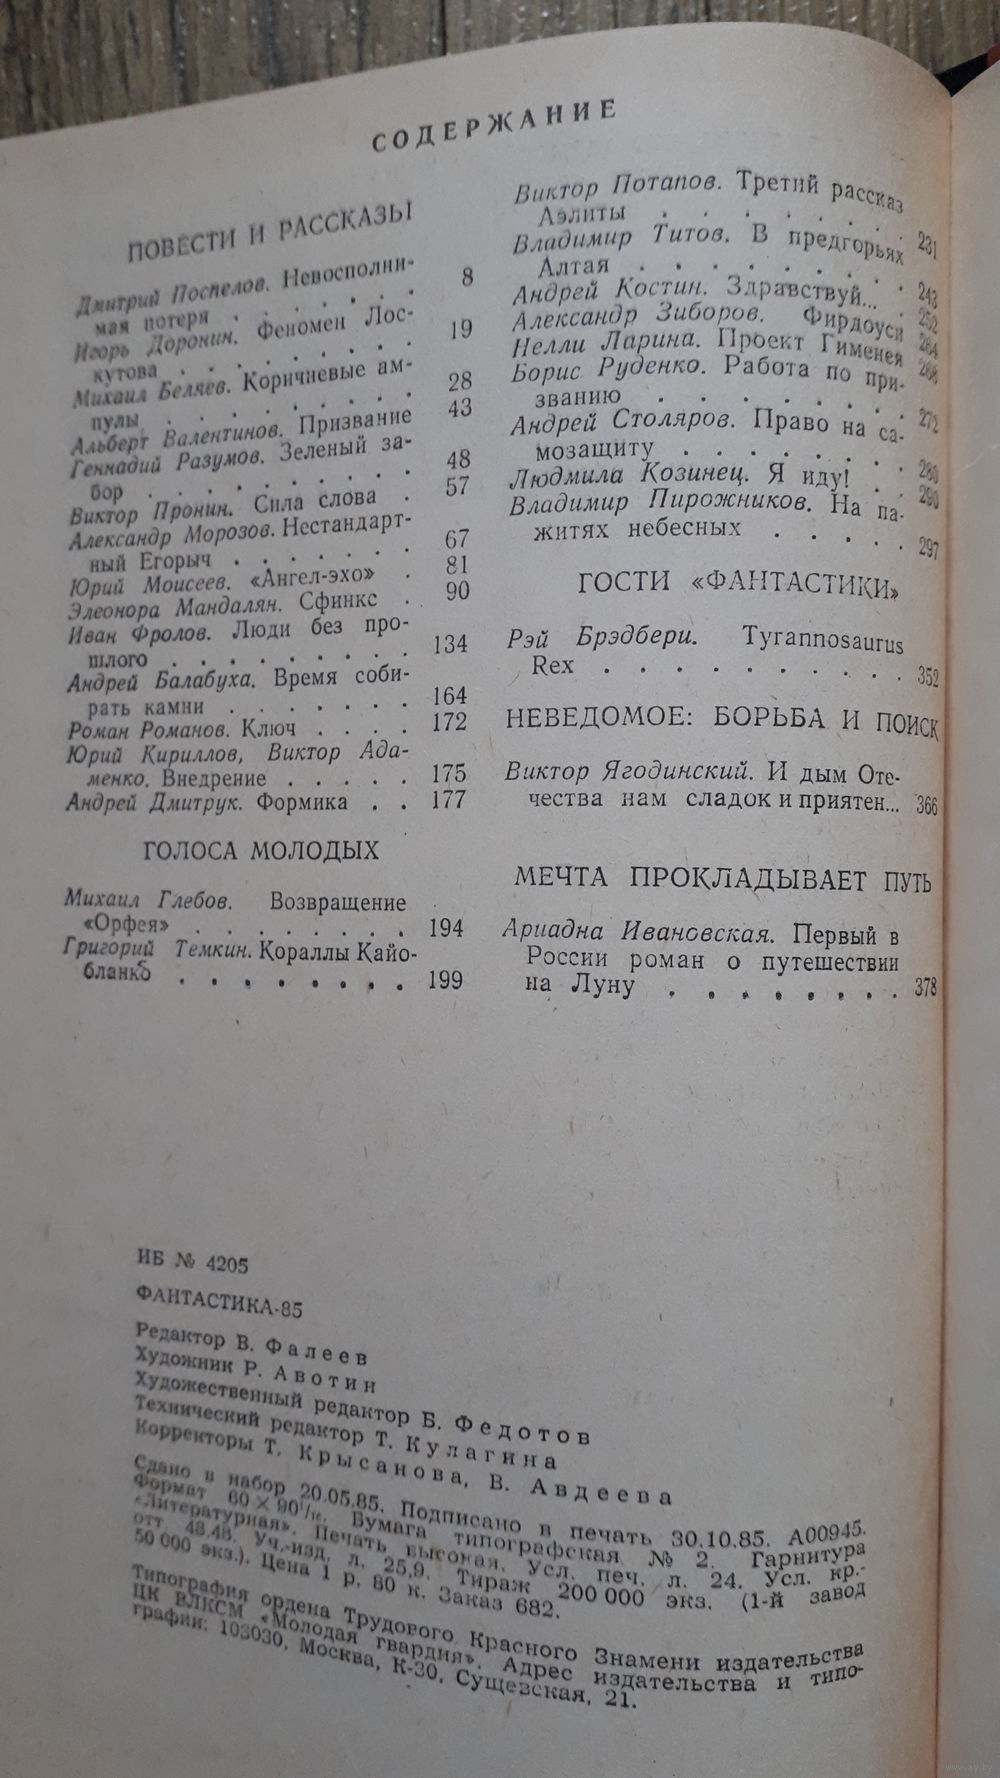 СОДЕРЖАНИЕ
ПОВЕСТИ И РАССКАЗЫ
Дмитрий Поспелов. Невосполни-
мая потеря . . . . . . 8
Игорь Доронин. Феномен Лос-
кутова . . . . . . . . 19
Михаил Беляев. Коричневые ам-
пулы . . . . . . . . 28
Альберт Валентинов. Призвание 43
Геннадий Разумов. Зеленый за-
бор . . . . . . . . 48
Виктор Пронин. Сила слова . 57
Александр Морозов. Нестандарт-
ный Егорыч . . . . . . 67
Юрий Моисеев. «Ангел-эхо» . 81
Элеонора Мандалян. Сфинкс . . 90
Иван Фролов. Люди без про-
шлого . . . . . . . . . 134
Андрей Балабуха. Время соби-
рать камни . . . . . . . 164
Роман Романов. Ключ . . . . 172
Юрий Кириллов, Виктор Ада-
менко. Внедрение . . . . . 175
Андрей Дмитрук. Формика . . 177
ГОЛОСА МОЛОДЫХ
Михаил Глебов. Возвращение
«Орфея» . . . . . . . . 194
Григорий Темкин. Кораллы Кайо-
бланко . . . . . . . . 199
Виктор Потапов. Третий рассказ
Аэлиты . . . . . . . . 231
Владимир Титов. В предгорьях
Алтая . . . . . . . . 243
Андрей Костин. Здравствуй... . 252
Александр Зиборов. Фирдоуси 264
Нелли Ларина. Проект Гименея 268
Борис Руденко. Работа по при-
званию . . . . . . . . 272
Андрей Столяров. Право на са-
мозащиту . . . . . . . 280
Людмила Козинец. Я иду! . . 290
Владимир Пирожников. На па-
житях небесных . . . . . 297
ГОСТИ «ФАНТАСТИКИ»
Рэй Брэдбери. Tyrannosaurus
Rex . . . . . . . . . 352
НЕВЕДОМОЕ: БОРЬБА И ПОИСК
Виктор Ягодинский. И дым Оте-
чества нам сладок и приятен... 366
МЕЧТА ПРОКЛАДЫВАЕТ ПУТЬ
Ариадна Ивановская. Первый в
России роман о путешествии
на Луну . . . . . . . . 378
ИБ № 4205
ФАНТАСТИКА-85
Редактор В. Фалеев
Художник Р. Авотин
Художественный редактор Б. Федотов
Технический редактор Т. Кулагина
Корректоры Т. Крысанова, В. Авдеева
Сдано в набор 20.05.85. Подписано в печать 30.10.85. А00945.
Формат 60×90¹/₁₆. Бумага типографская № 2. Гарнитура
«Литературная». Печать высокая. Усл. печ. л. 24. Усл. кр.-
отт. 48,48. Уч.-изд. л. 25,9. Тираж 200 000 экз. (1-й завод
50 000 экз.). Цена 1 р. 80 к. Заказ 682.
Типография ордена Трудового Красного Знамени издательства
ЦК ВЛКСМ «Молодая гвардия». Адрес издательства и типо-
графии: 103030, Москва, К-30, Сущевская, 21.